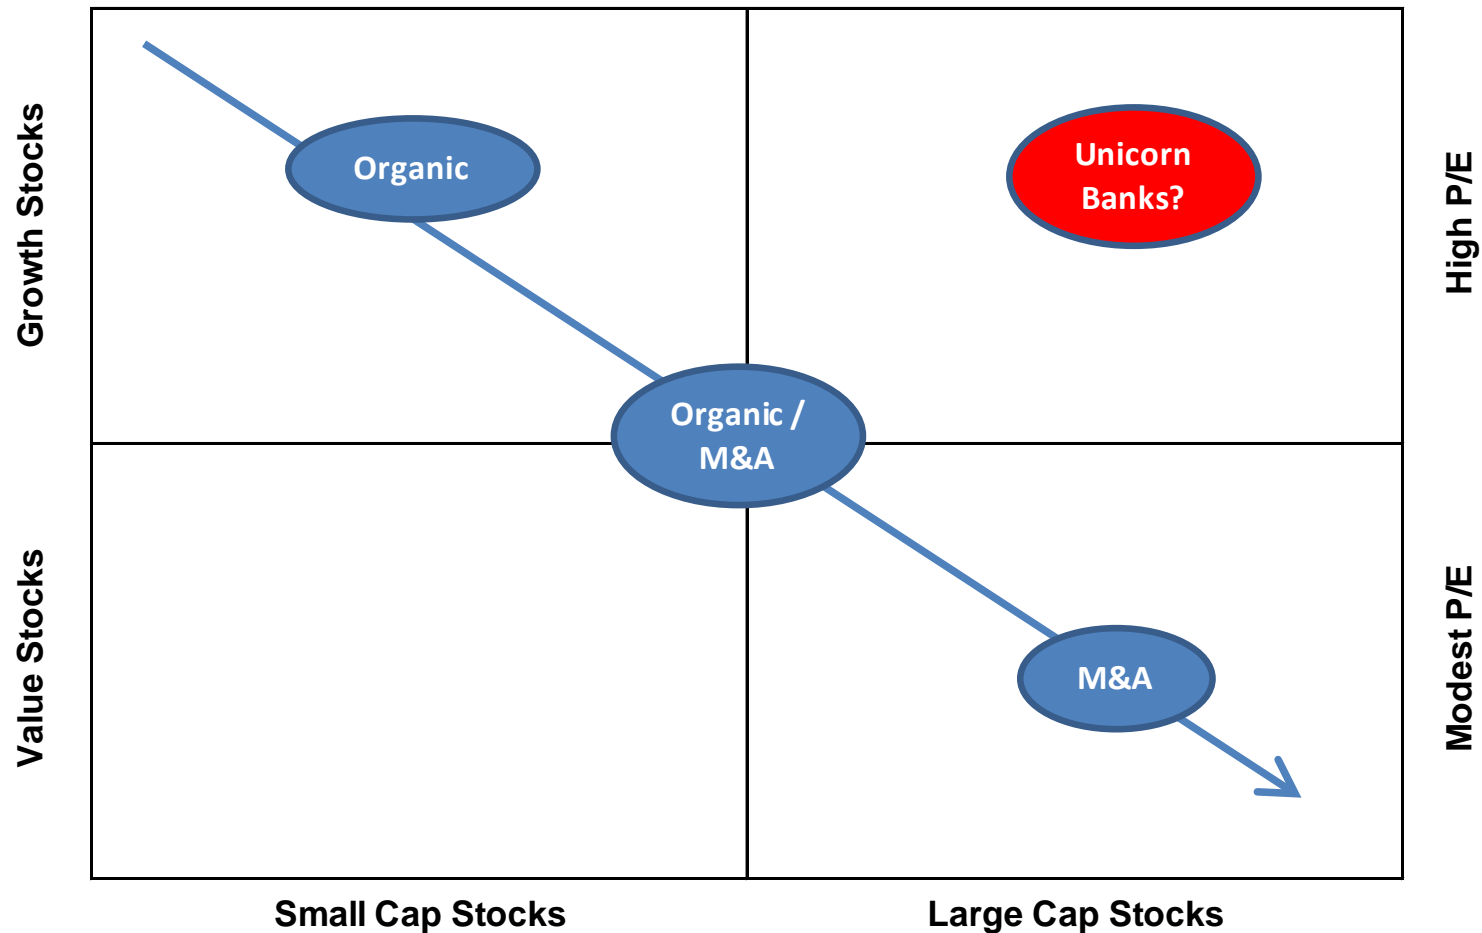 Growth Stocks
Organic
Unicorn
Banks?
High P/E
Organic /
M&A
Value Stocks
M&A
Modest P/E
Small Cap Stocks
Large Cap Stocks